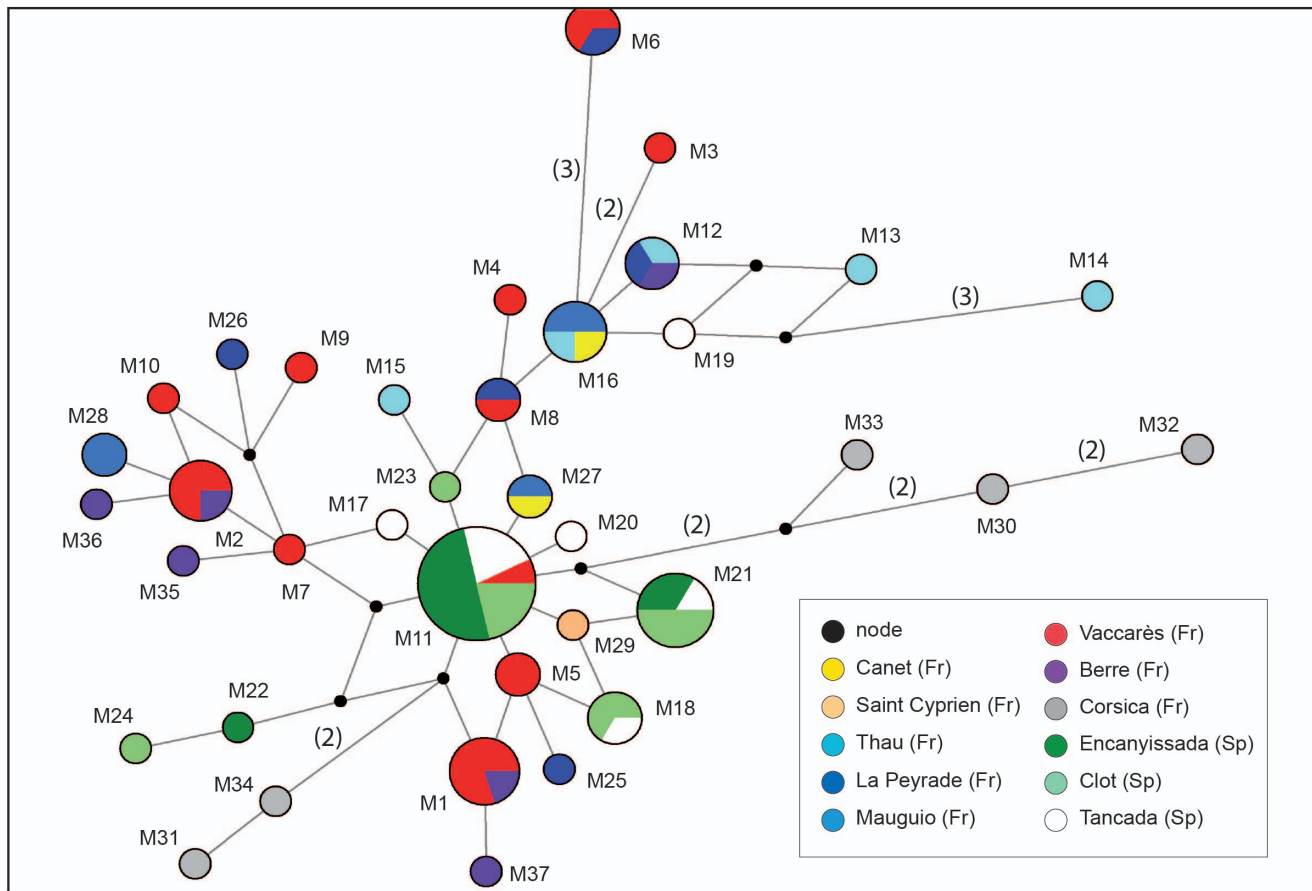 M6
M3
(3)
(2)
M12
M13
M14
M4
(3)
M26
M9
M19
M10
M15
M16
M28
M8
M33
M32
(2)
M23
M27
(2)
M17
M20
(2)
M30
M36
M2
M21
M35
M7
M11
M29
M5
M22
M18
M24
(2)
M34
M1
M25
M31
M37
node
Canet (Fr)
Saint Cyprien (Fr)
Thau (Fr)
La Peyrade (Fr)
Mauguio (Fr)
Vaccarès (Fr)
Berre (Fr)
Corsica (Fr)
Encanyissada (Sp)
Clot (Sp)
Tancada (Sp)